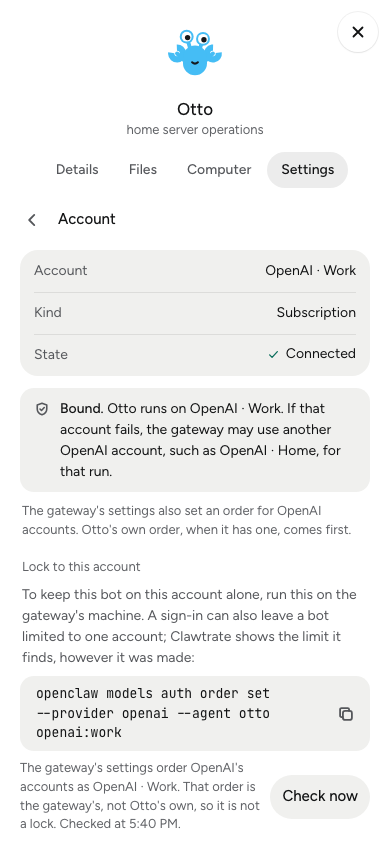 Otto
home server operations
Details Files Computer Settings
Account
Account OpenAI · Work
Kind Subscription
State Connected
Bound. Otto runs on OpenAI · Work. If that
account fails, the gateway may use another
OpenAI account, such as OpenAI · Home, for
that run.
The gateway's settings also set an order for OpenAI
accounts. Otto's own order, when it has one, comes first.
Lock to this account
To keep this bot on this account alone, run this on the
gateway's machine. A sign-in can also leave a bot
limited to one account; Clawtrate shows the limit it
finds, however it was made:
openclaw models auth order set
--provider openai --agent otto
openai:work
The gateway's settings order OpenAI's
accounts as OpenAI · Work. That order is
the gateway's, not Otto's own, so it is not
a lock. Checked at 5:40 PM.
Check now